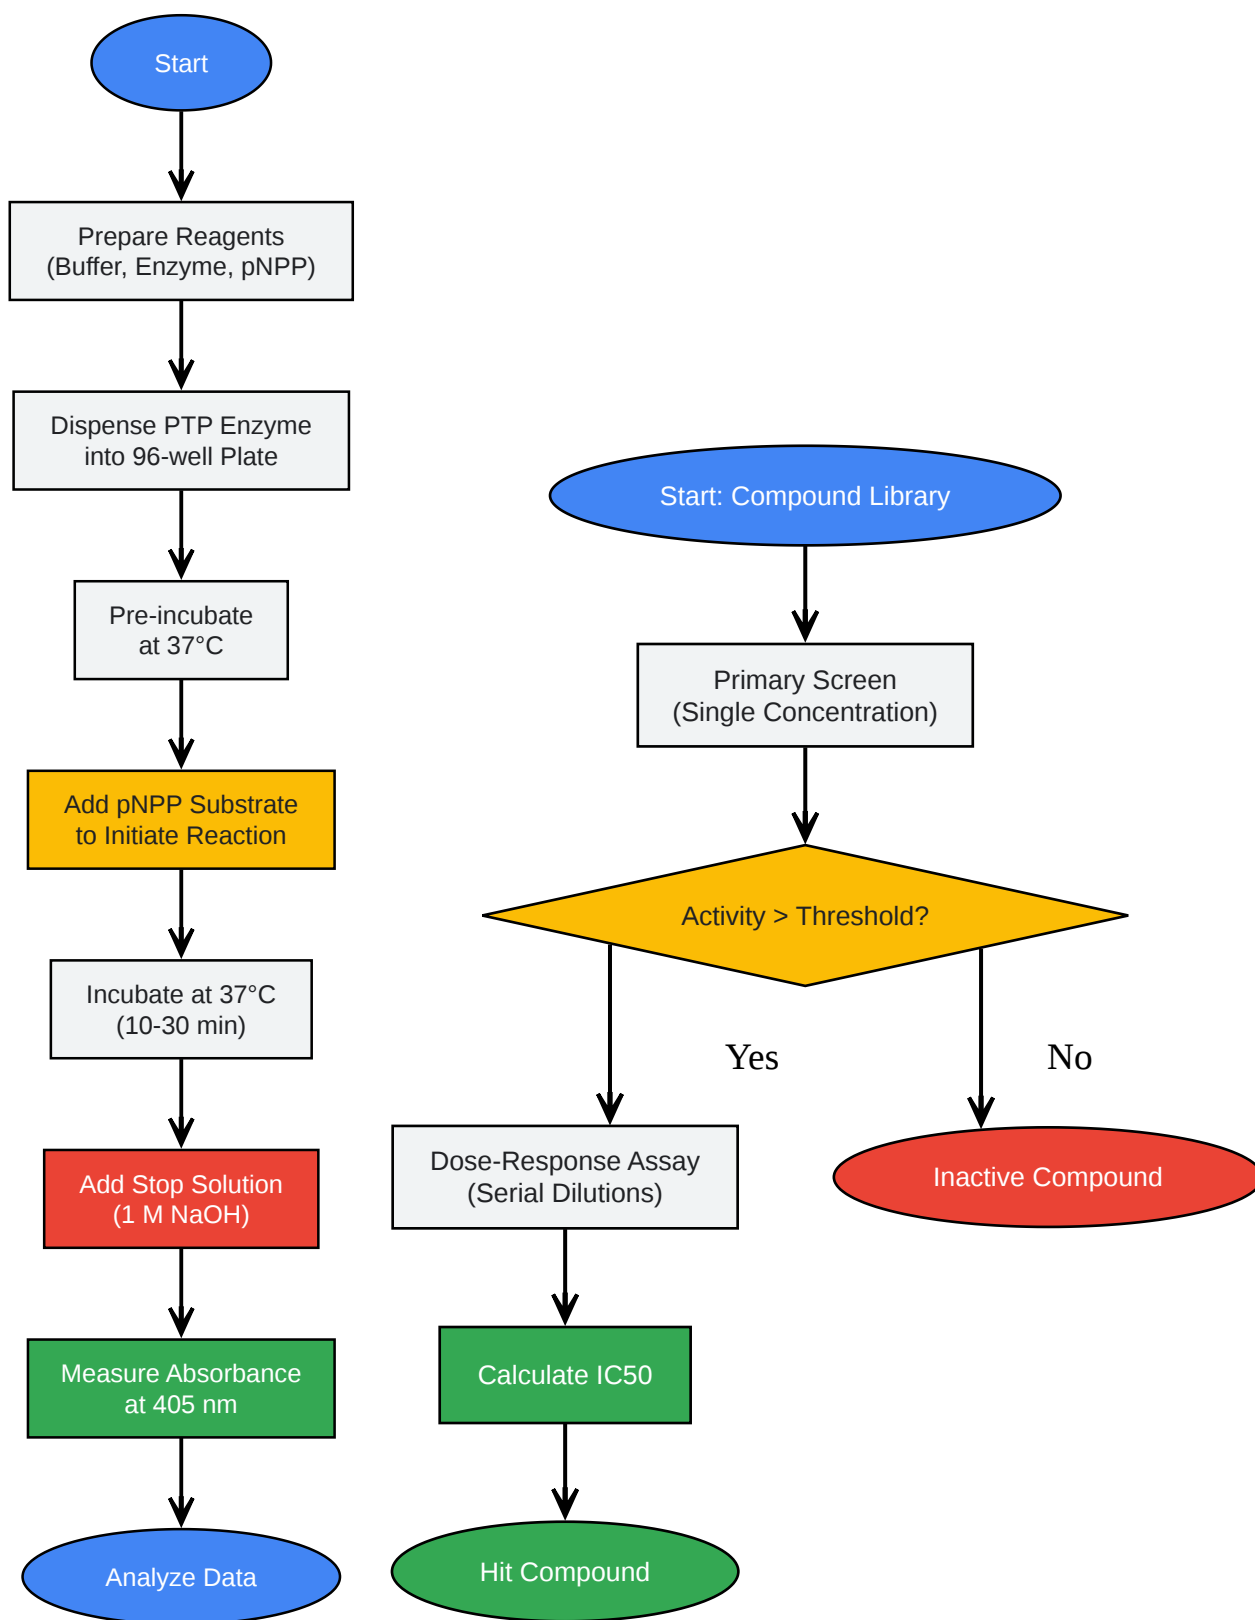 Start
Prepare Reagents
(Buffer, Enzyme, pNPP)
Dispense PTP Enzyme
into 96-well Plate
Pre-incubate
at 37°C
Add pNPP Substrate
to Initiate Reaction
Incubate at 37°C
(10-30 min)
Add Stop Solution
(1 M NaOH)
Measure Absorbance
at 405 nm
Analyze Data
Start: Compound Library
Primary Screen
(Single Concentration)
Activity > Threshold?
Yes
No
Dose-Response Assay
(Serial Dilutions)
Inactive Compound
Calculate IC50
Hit Compound